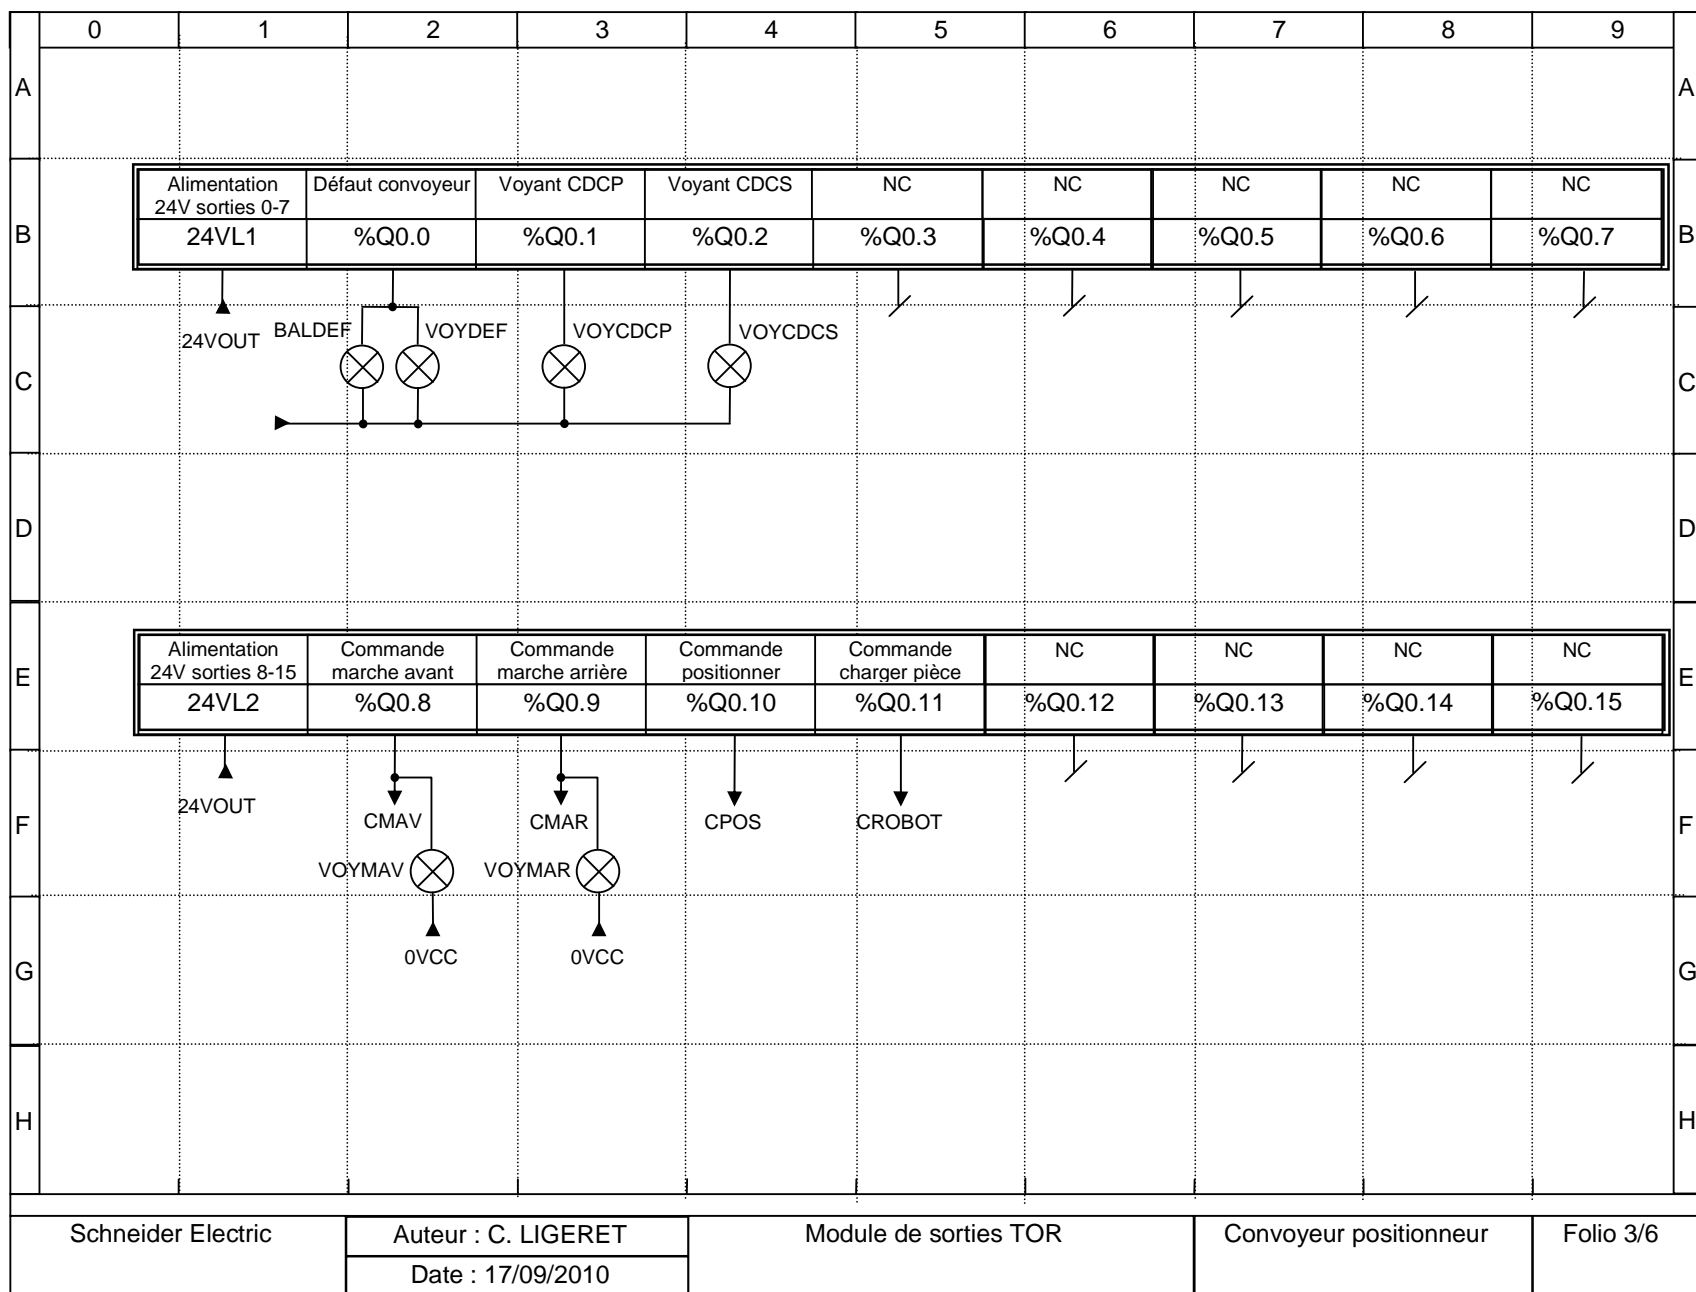 0 1 2 3 4 5 6 7 8 9
A A
Alimentation Défaut convoyeur Voyant CDCP Voyant CDCS NC NC NC NC NC
24V sorties 0-7
B 24VL1 %Q0.0 %Q0.1 %Q0.2 %Q0.3 %Q0.4 %Q0.5 %Q0.6 %Q0.7 B
24VOUT BALDEF VOYDEF VOYCDCP VOYCDCS
C C
D D
Alimentation Commande Commande Commande Commande NC NC NC NC
24V sorties 8-15 marche avant marche arrière positionner charger pièce
E E
24VL2 %Q0.8 %Q0.9 %Q0.10 %Q0.11 %Q0.12 %Q0.13 %Q0.14 %Q0.15
24VOUT CMAV CMAR CPOS CROBOT
F F
VOYMAV VOYMAR
0VCC 0VCC
G G
H H
Schneider Electric Auteur : C. LIGERET Module de sorties TOR Convoyeur positionneur Folio 3/6
Date : 17/09/2010